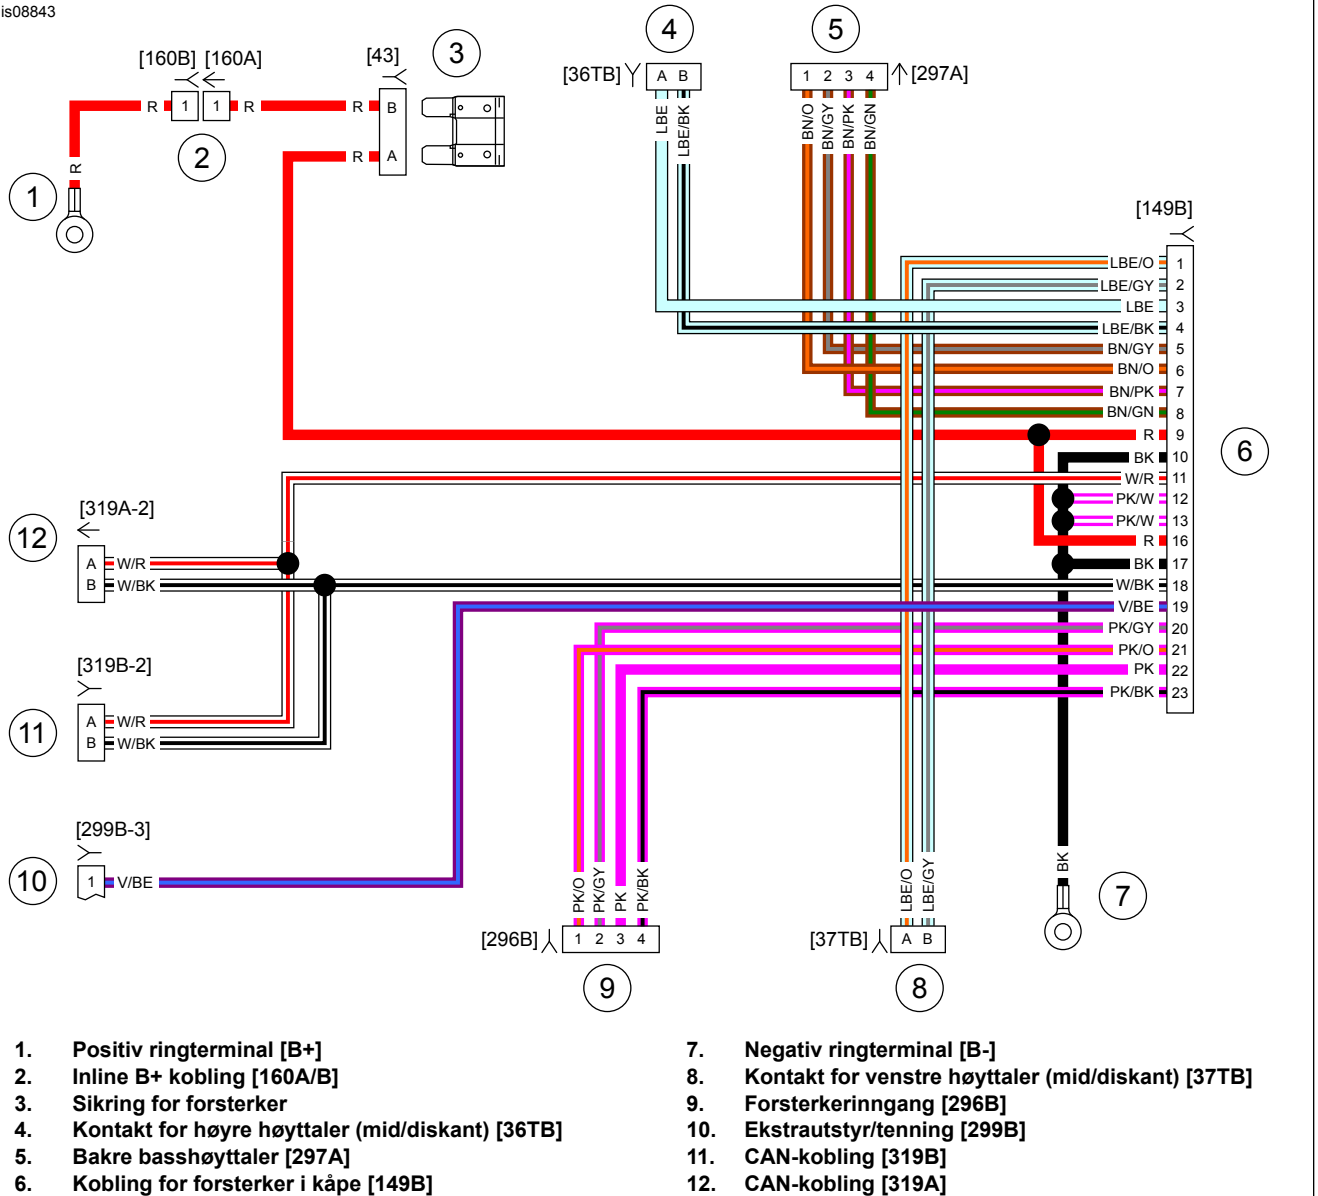 is08843
[160B] [160A]
[43]
3
4
5
[36TB] A B
1 2 3 4 [297A]
R 1 1 R R B
R A
LBE LBE/BK
BN/O BN/GY BN/PK BN/GN
2
R
1
[149B]
LBE/O 1
LBE/GY 2
LBE 3
LBE/BK 4
BN/GY 5
BN/O 6
BN/PK 7
BN/GN 8
R 9
BK 10
W/R 11
PK/W 12
PK/W 13
R 16
BK 17
W/BK 18
V/BE 19
PK/GY 20
PK/O 21
PK 22
PK/BK 23
6
[319A-2]
12
A W/R
B W/BK
[319B-2]
11
A W/R
B W/BK
[299B-3]
10
1 V/BE
PK/O PK/GY PK PK/BK
LBE/O LBE/GY
BK
7
[296B] 1 2 3 4
[37TB] A B
9
8
1. Positiv ringterminal [B+]
2. Inline B+ kobling [160A/B]
3. Sikring for forsterker
4. Kontakt for høyre høyttaler (mid/diskant) [36TB]
5. Bakre basshøyttaler [297A]
6. Kobling for forsterker i kåpe [149B]
7. Negativ ringterminal [B-]
8. Kontakt for venstre høyttaler (mid/diskant) [37TB]
9. Forsterkerinngang [296B]
10. Ekstrautstyr/tenning [299B]
11. CAN-kobling [319B]
12. CAN-kobling [319A]